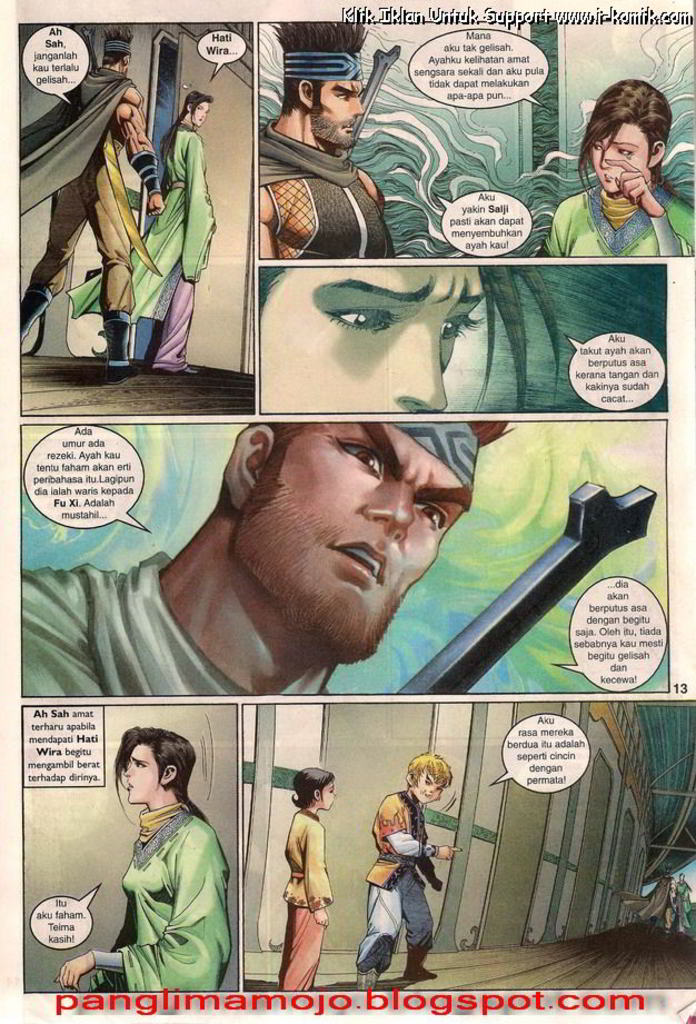 Klik Iklan Untuk Support www.ir-komik.com
Ah
Sah,
janganlah
kau terlalu
gelisah...
Hati
Wira...
Mana
aku tak gelisah.
Ayahku kelihatan amat
sengsara sekali dan aku pula
tidak dapat melakukan
apa-apa pun...
Aku
yakin Salji
pasti akan dapat
menyembuhkan
ayah kau!
Aku
takut ayah akan
berputus asa
kerana tangan dan
kakinya sudah
cacat...
Ada
umur ada
rezeki. Ayah kau
tentu faham akan erti
peribahasa itu.Lagipun
dia ialah waris kepada
Fu Xi. Adalah
mustahil...
...dia
akan
berputus asa
dengan begitu
saja. Oleh itu, tiada
sebabnya kau mesti
begitu gelisah
dan
kecewa!
13
Ah Sah amat
terharu apabila
mendapati Hati
Wira begitu
mengambil berat
terhadap dirinya.
Itu
aku faham.
Teima
kasih!
Aku
rasa mereka
berdua itu adalah
seperti cincin
dengan
permata!
panglimamojo.blogspot.com